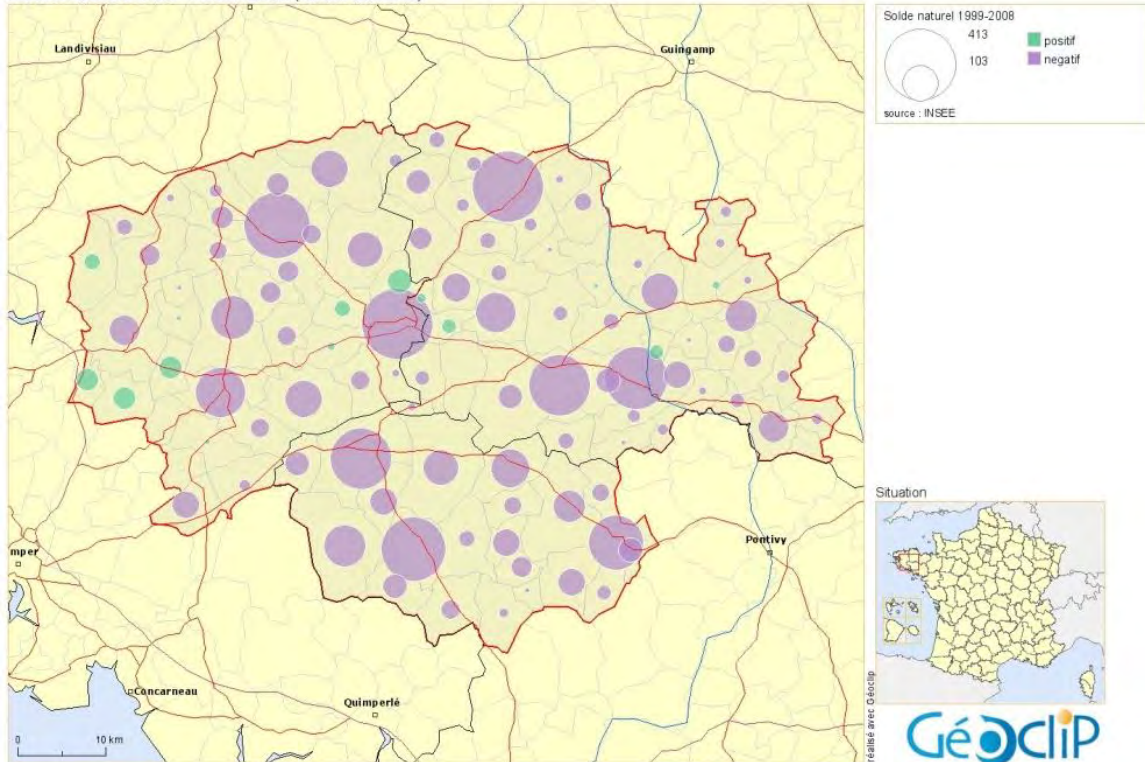 Landivisiau
Guingamp
mper
Pontivy
Concarneau
Quimperlé
0 10 km
Solde naturel 1999-2008
413
103
positif
negatif
source : INSEE
Situation
réalisé avec Géoclip
GéOcliP